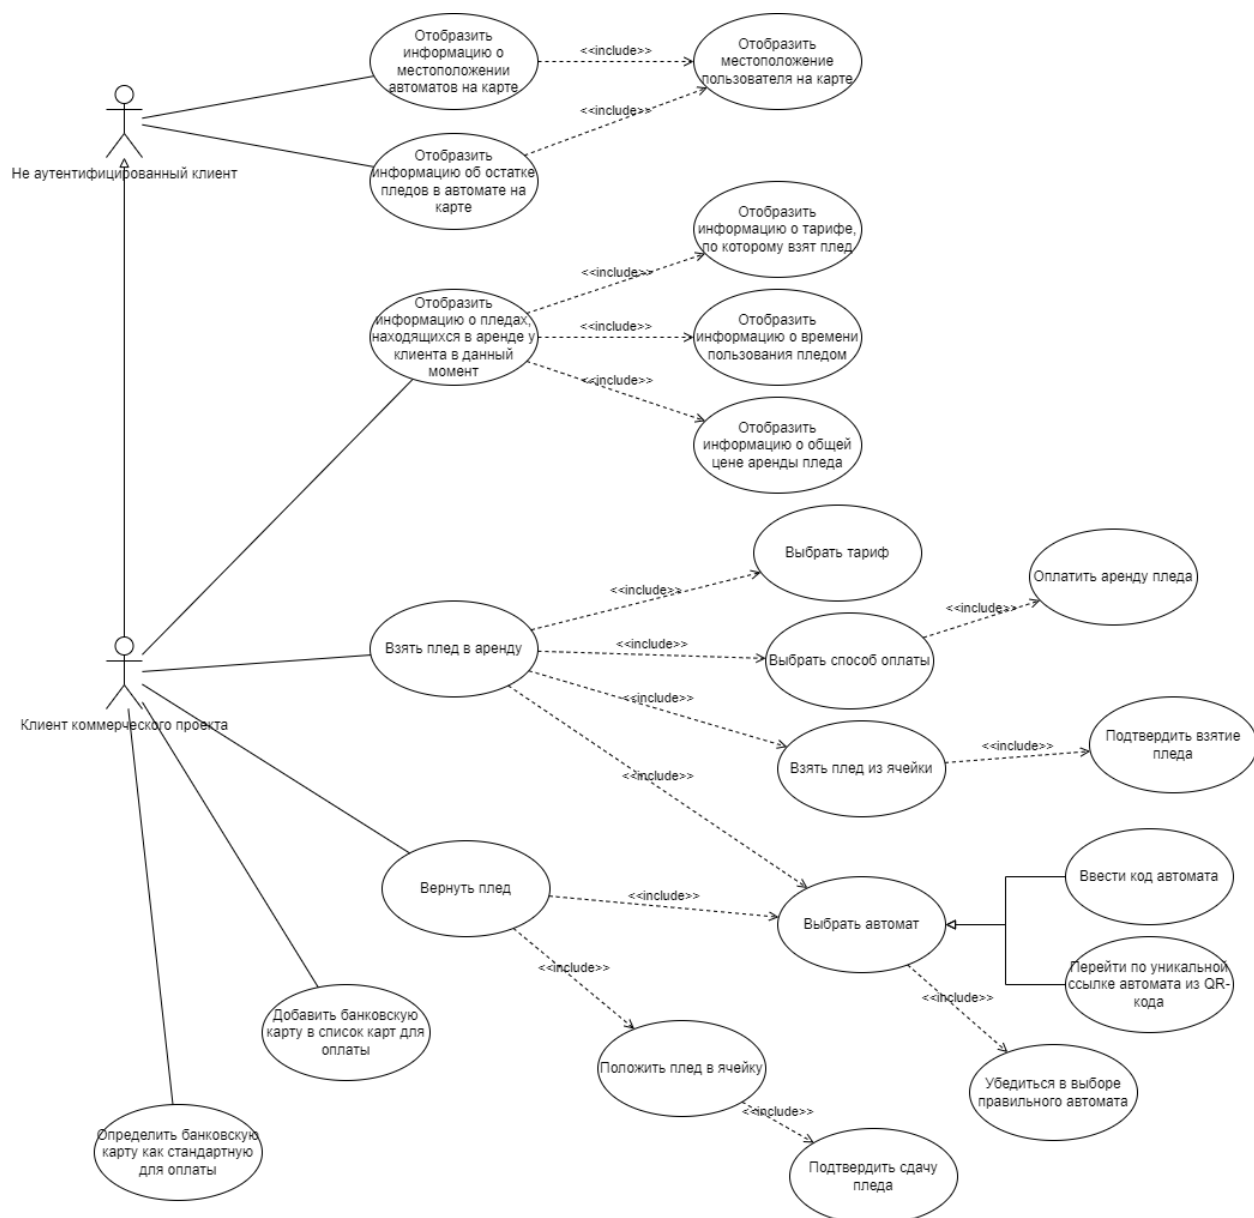 Отобразить
информацию о
местоположении
автоматов на карте
<<include>>
Отобразить
местоположение
пользователя на карте
<<include>>
Не аутентифицированный клиент
Отобразить
информацию об остатке
пледов в автомате на
карте
Отобразить
информацию о тарифе,
по которому взят плед
<<include>>
Отобразить
информацию о пледах,
находящихся в аренде у
клиента в данный
момент
<<include>>
Отобразить
информацию о времени
пользования пледом
<<include>>
Отобразить
информацию о общей
цене аренды пледа
Выбрать тариф
<<include>>
Оплатить аренду пледа
<<include>>
Взять плед в аренду
<<include>>
Выбрать способ оплаты
<<include>>
Клиент коммерческого проекта
Взять плед из ячейки
<<include>>
Подтвердить взятие
пледа
<<include>>
Вернуть плед
<<include>>
Выбрать автомат
Ввести код автомата
Перейти по уникальной
ссылке автомата из QR-
кода
<<include>>
<<include>>
Добавить банковскую
карту в список карт для
оплаты
Положить плед в ячейку
Убедиться в выборе
правильного автомата
<<include>>
Определить банковскую
карту как стандартную
для оплаты
Подтвердить сдачу
пледа